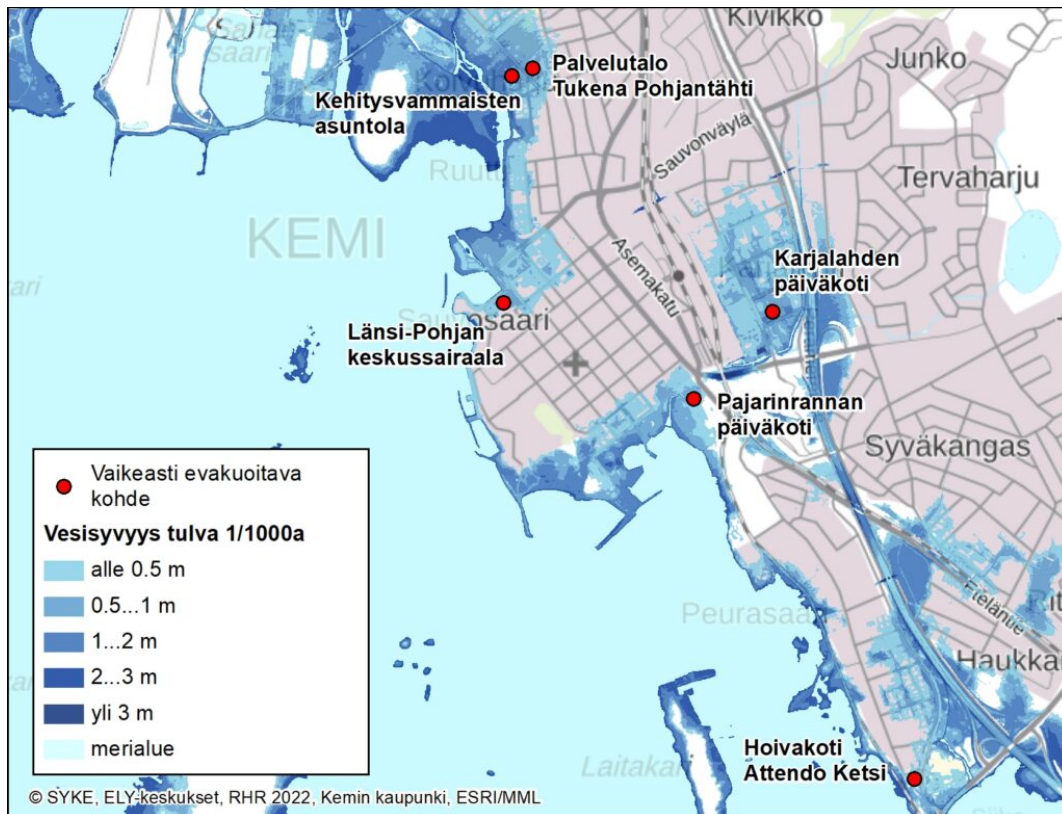 Kivikko
Junko
Palvelutalo
Tukena Pohjantähti
Kehitysvammaisten
asuntola
Sauvonväylä
Tervaharju
KEMI
Asemakatu
Karjalahden
päiväkoti
Sauvosaari
Länsi-Pohjan
keskussairaala
Pajarinrannan
päiväkoti
Syväkangas
Vaikeasti evakuoitava
kohde
Vesisyvyys tulva 1/1000a
alle 0.5 m
0.5...1 m
1...2 m
2...3 m
yli 3 m
merialue
Peurasaari
Eteläntie
Haukka
Laitakari
Hoivakoti
Attendo Ketsi
© SYKE, ELY-keskukset, RHR 2022, Kemin kaupunki, ESRI/MML